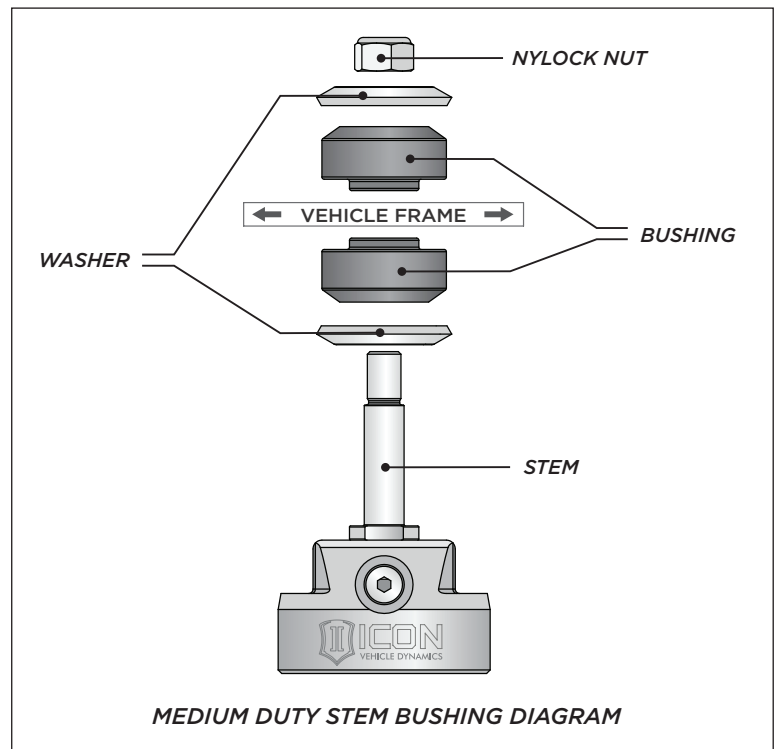 NYLOCK NUT
VEHICLE FRAME
WASHER
BUSHING
STEM
ICON
VEHICLE DYNAMICS
MEDIUM DUTY STEM BUSHING DIAGRAM